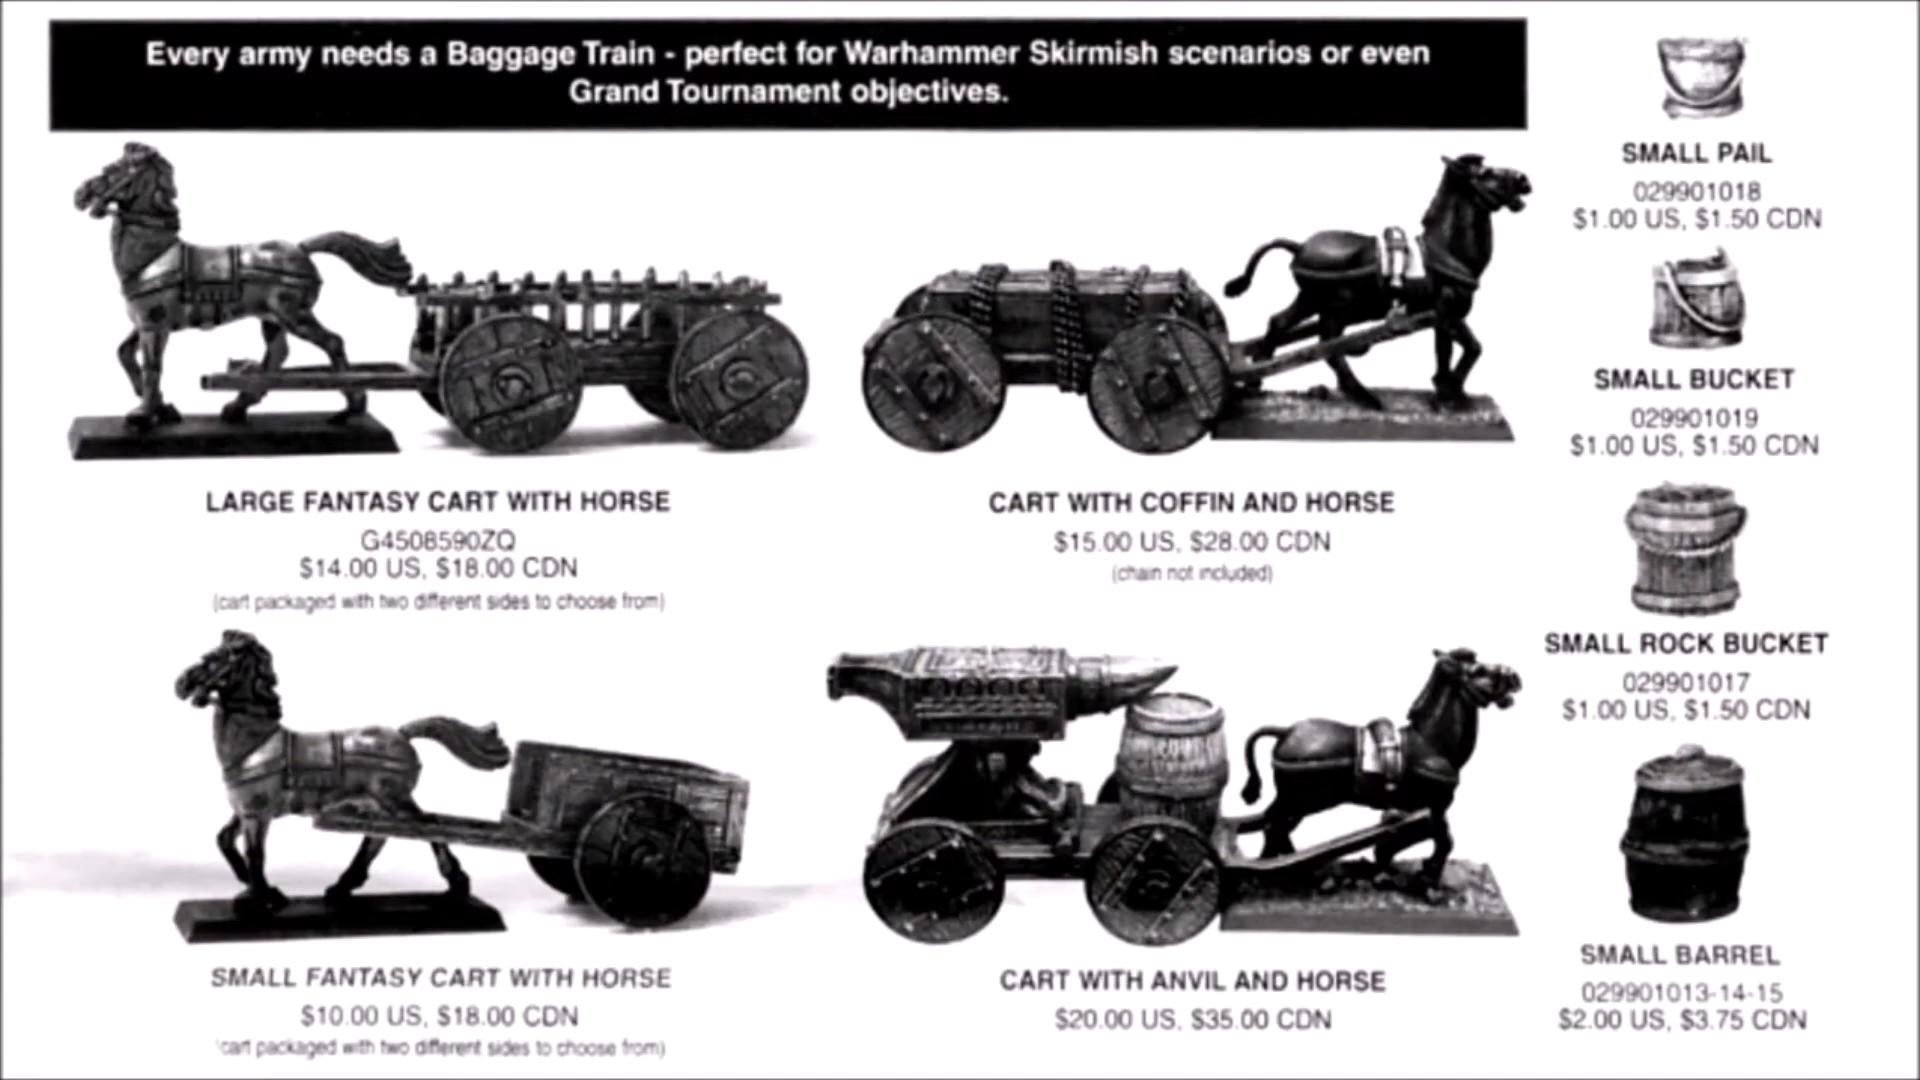 Every army needs a Baggage Train - perfect for Warhammer Skirmish scenarios or even
Grand Tournament objectives.
LARGE FANTASY CART WITH HORSE
G4508590ZQ
$14.00 US, $18.00 CDN
(cart packaged with two different sides to choose from)
CART WITH COFFIN AND HORSE
$15.00 US, $28.00 CDN
(chain not included)
SMALL FANTASY CART WITH HORSE
$10.00 US, $18.00 CDN
(cart packaged with two different sides to choose from)
CART WITH ANVIL AND HORSE
$20.00 US, $35.00 CDN
SMALL PAIL
029901018
$1.00 US, $1.50 CDN
SMALL BUCKET
029901019
$1.00 US, $1.50 CDN
SMALL ROCK BUCKET
029901017
$1.00 US, $1.50 CDN
SMALL BARREL
029901013-14-15
$2.00 US, $3.75 CDN